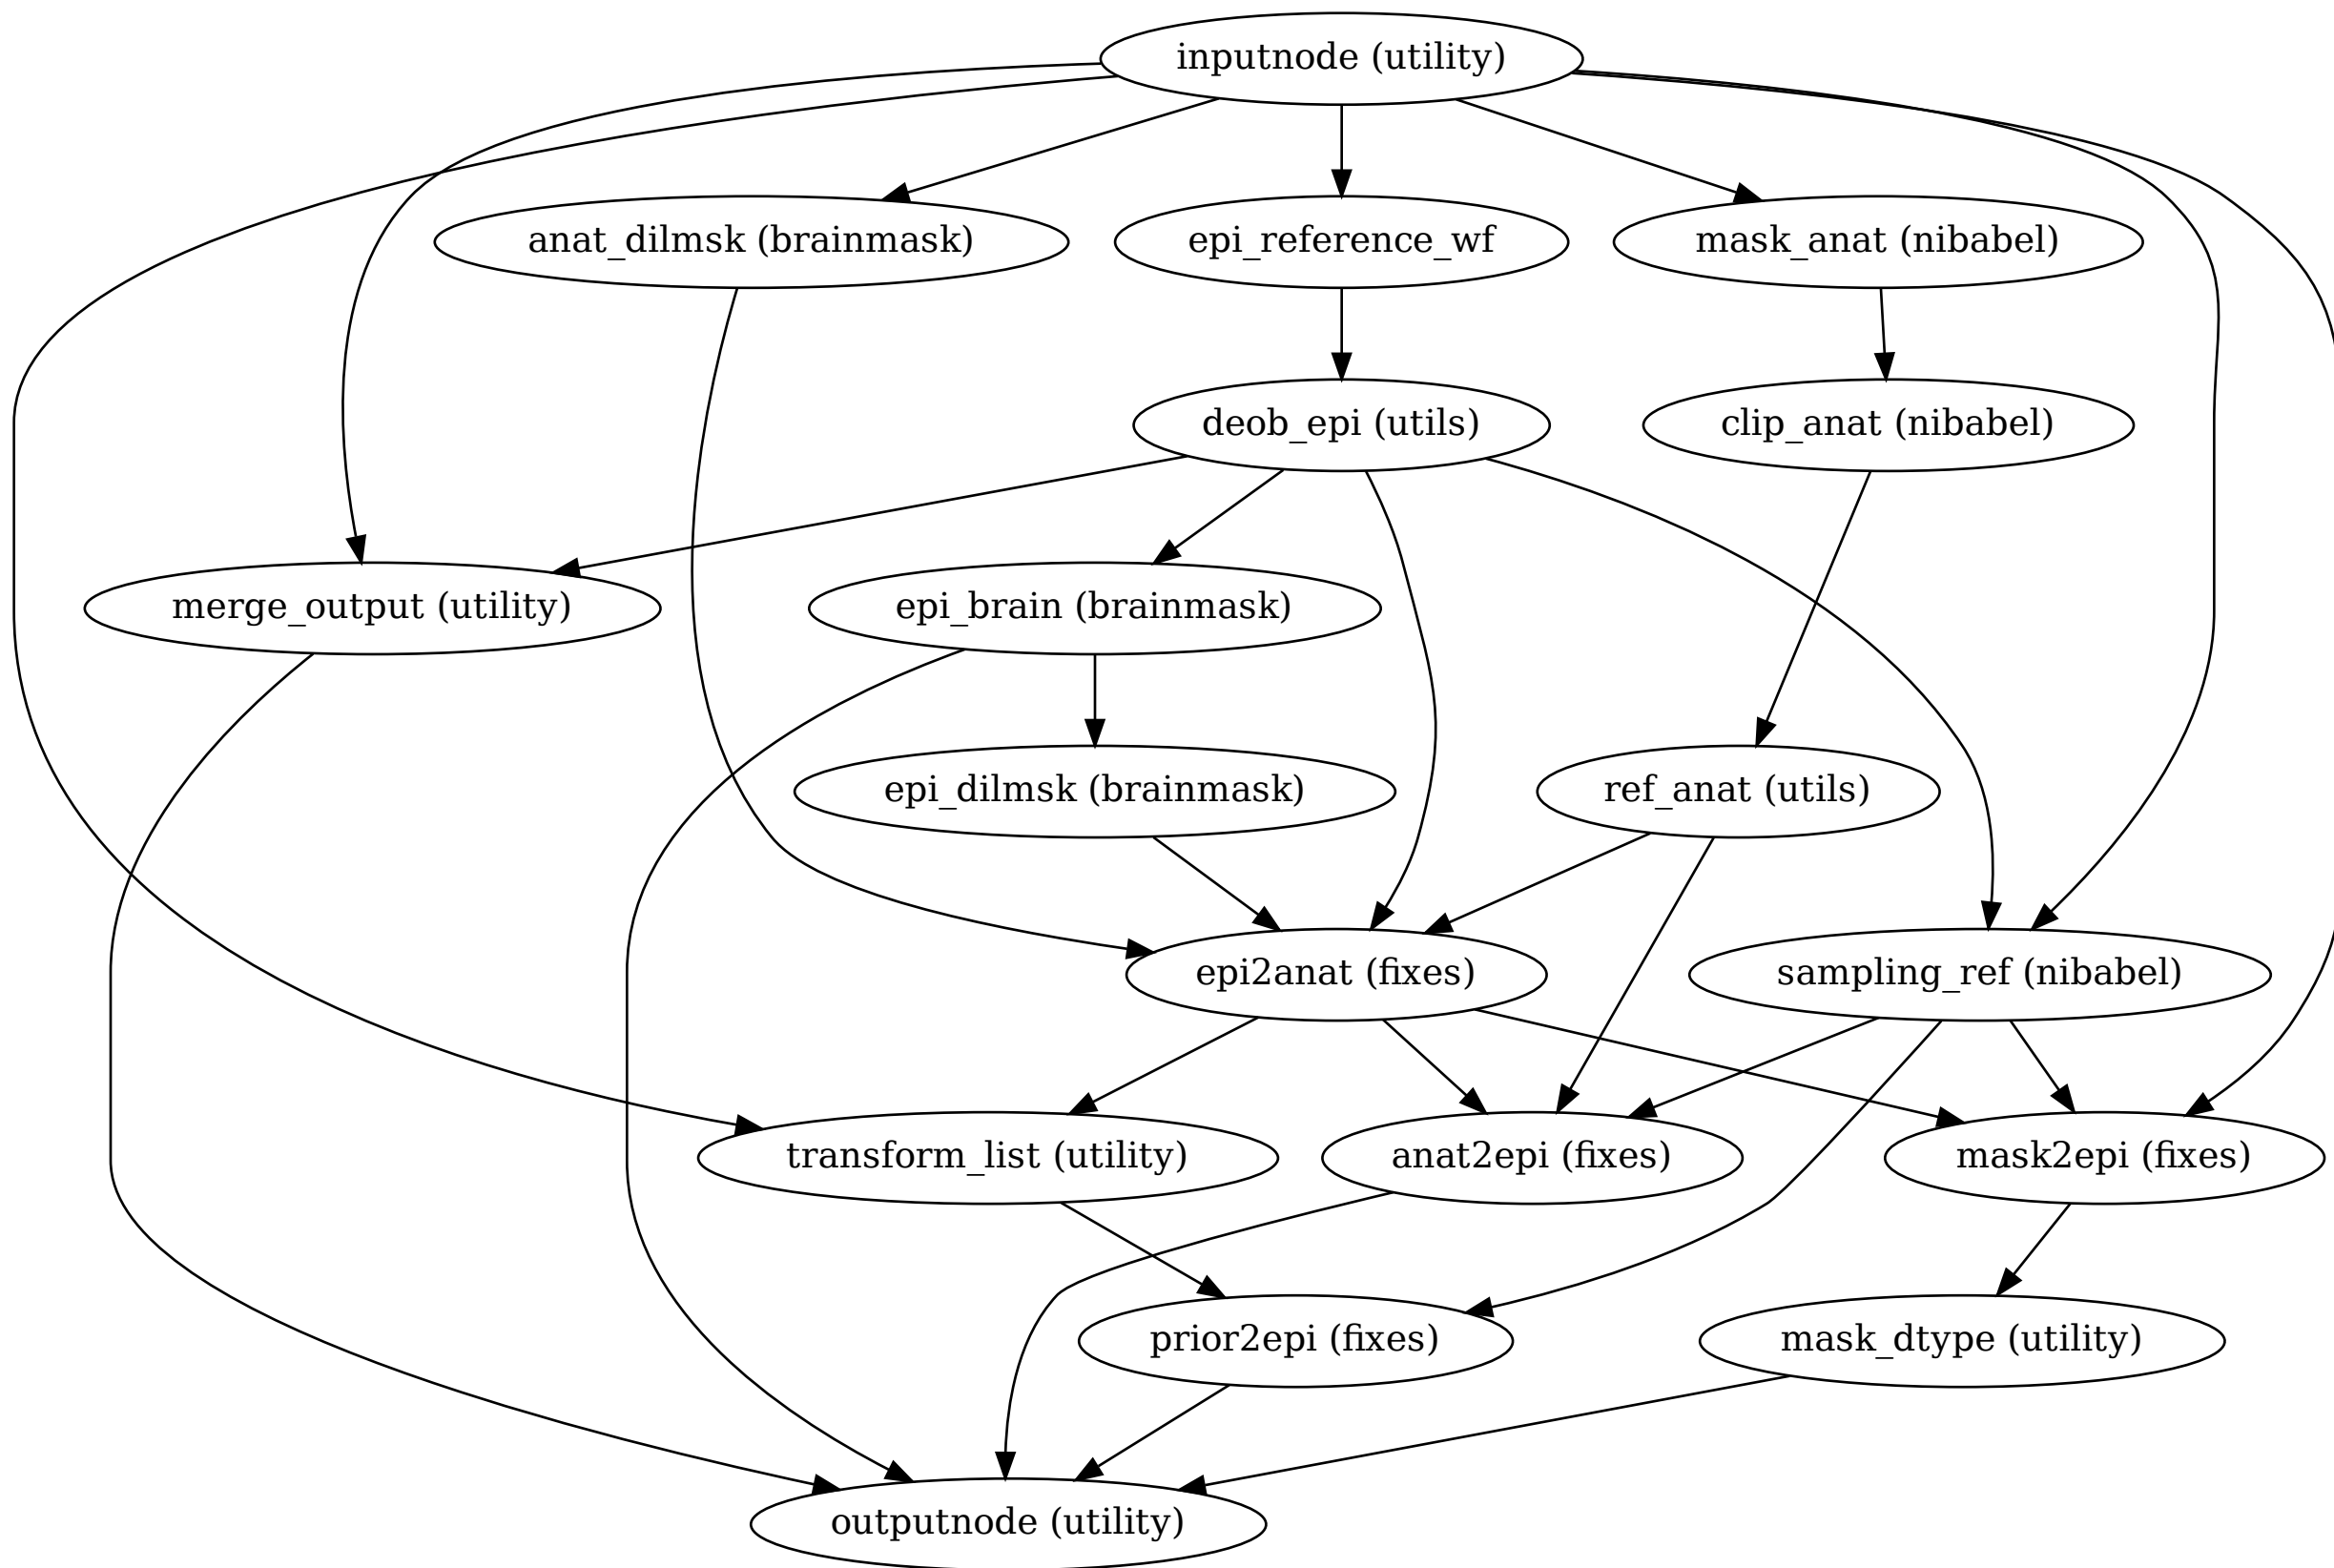 inputnode (utility)
anat_dilmsk (brainmask)
epi_reference_wf
mask_anat (nibabel)
deob_epi (utils)
clip_anat (nibabel)
merge_output (utility)
epi_brain (brainmask)
epi_dilmsk (brainmask)
ref_anat (utils)
epi2anat (fixes)
sampling_ref (nibabel)
transform_list (utility)
anat2epi (fixes)
mask2epi (fixes)
prior2epi (fixes)
mask_dtype (utility)
outputnode (utility)